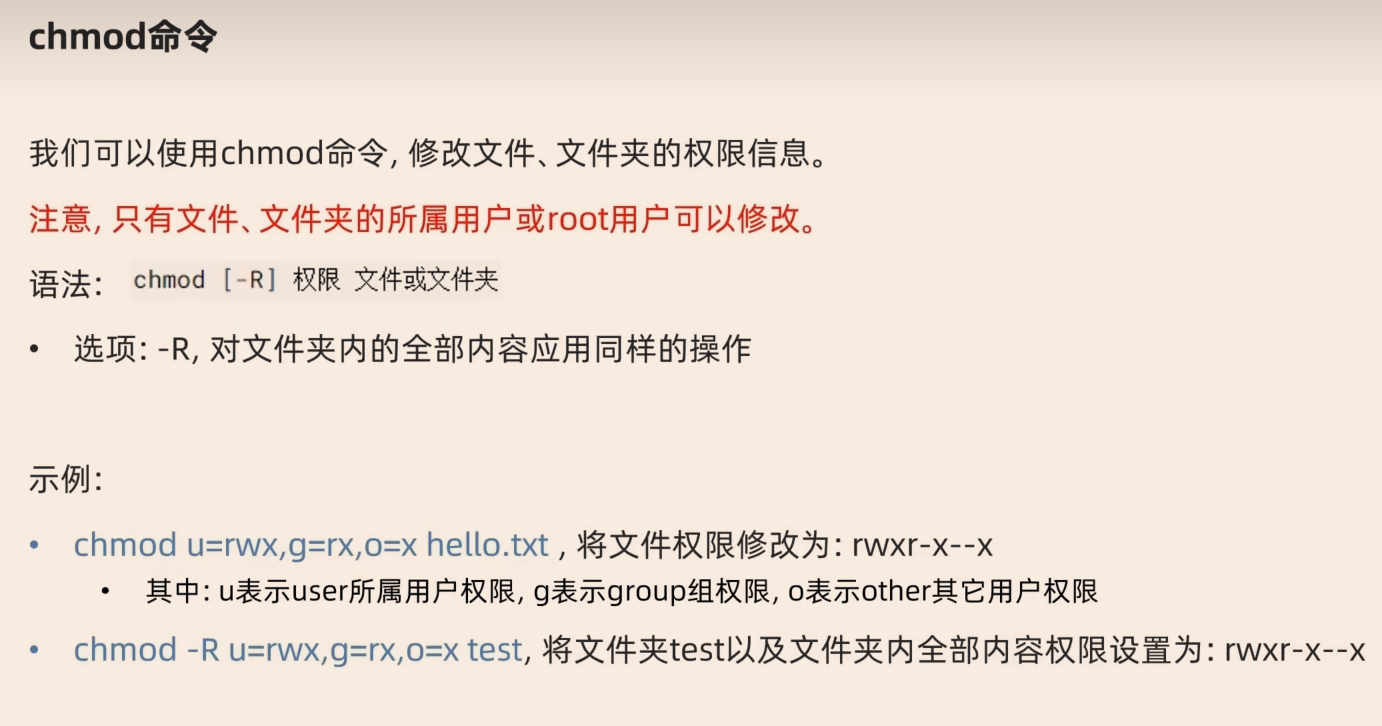 chmod命令
我们可以使用chmod命令, 修改文件、文件夹的权限信息。
注意, 只有文件、文件夹的所属用户或root用户可以修改。
语法: chmod [-R] 权限 文件或文件夹
• 选项: -R, 对文件夹内的全部内容应用同样的操作
示例:
• chmod u=rwx,g=rx,o=x hello.txt , 将文件权限修改为: rwxr-x--x
• 其中: u表示user所属用户权限, g表示group组权限, o表示other其它用户权限
• chmod -R u=rwx,g=rx,o=x test, 将文件夹test以及文件夹内全部内容权限设置为: rwxr-x--x